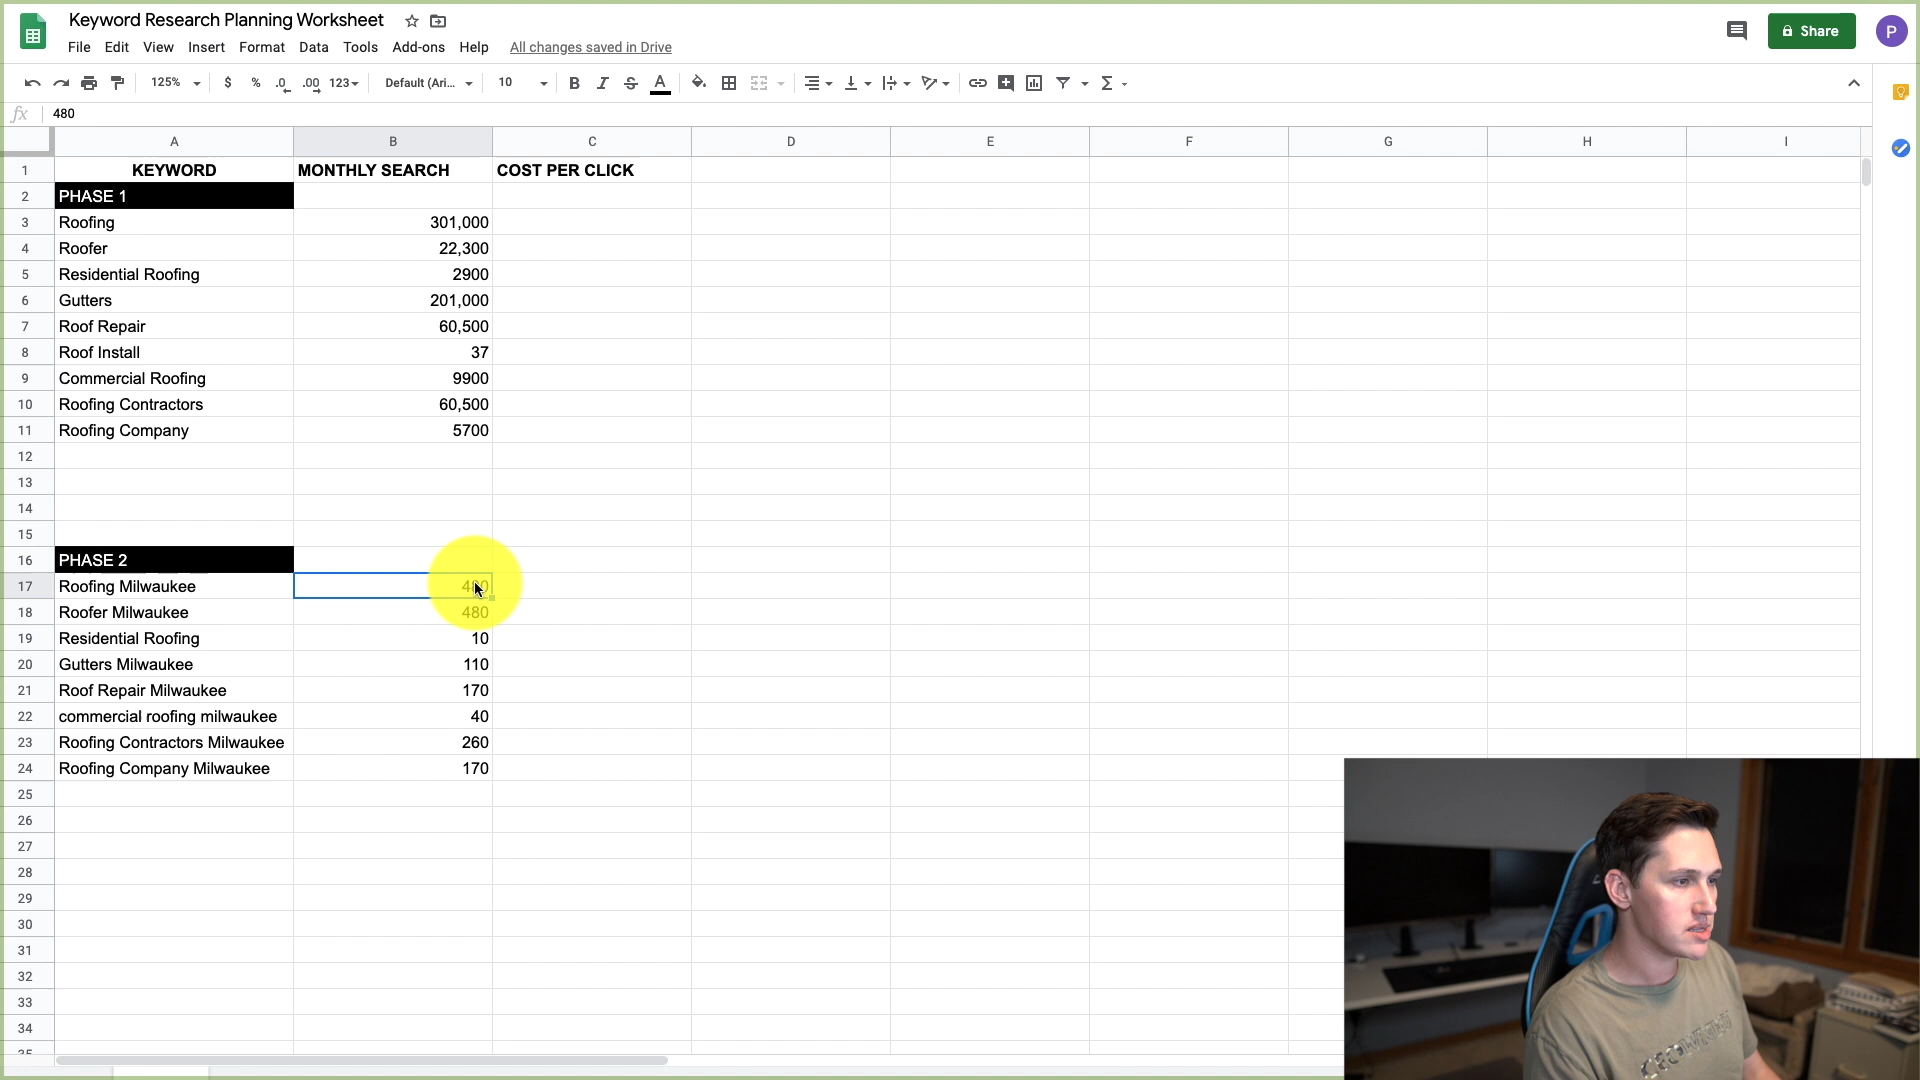 Keyword Research Planning Worksheet
File Edit View Insert Format Data Tools Add-ons Help All changes saved in Drive
Share
P
125% $ % .0 .00 123 Default (Ari... 10 B I S A
fx 480
A B C D E F G H I
1 KEYWORD MONTHLY SEARCH COST PER CLICK
2 PHASE 1
3 Roofing 301,000
4 Roofer 22,300
5 Residential Roofing 2900
6 Gutters 201,000
7 Roof Repair 60,500
8 Roof Install 37
9 Commercial Roofing 9900
10 Roofing Contractors 60,500
11 Roofing Company 5700
12
13
14
15
16 PHASE 2
17 Roofing Milwaukee 480
18 Roofer Milwaukee 480
19 Residential Roofing 10
20 Gutters Milwaukee 110
21 Roof Repair Milwaukee 170
22 commercial roofing milwaukee 40
23 Roofing Contractors Milwaukee 260
24 Roofing Company Milwaukee 170
25
26
27
28
29
30
31
32
33
34
35